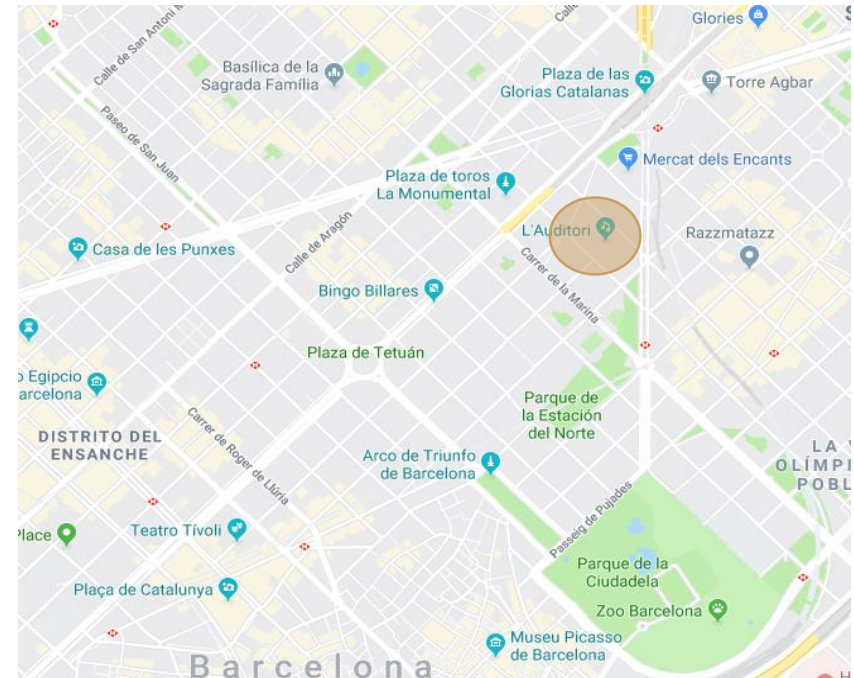 Glories
Calle de San Antoni M
Basílica de la
Sagrada Família
Plaza de las
Glorias Catalanas
Torre Agbar
Paseo de San Juan
Mercat dels Encants
Plaza de toros
La Monumental
L'Auditori
Razzmatazz
Casa de les Punxes
Calle de Aragón
Carrer de la Marina
Bingo Billares
Plaza de Tetuán
o Egipcio
arcelona
Parque de
la Estación
del Norte
DISTRITO DEL
ENSANCHE
Carrer de Roger de Llúria
Arco de Triunfo
de Barcelona
LA V
OLÍMPI
POBL
Passeig de Pujades
Place
Teatro Tívoli
Parque de la
Ciudadela
Plaça de Catalunya
Zoo Barcelona
Museu Picasso
de Barcelona
Barcelona